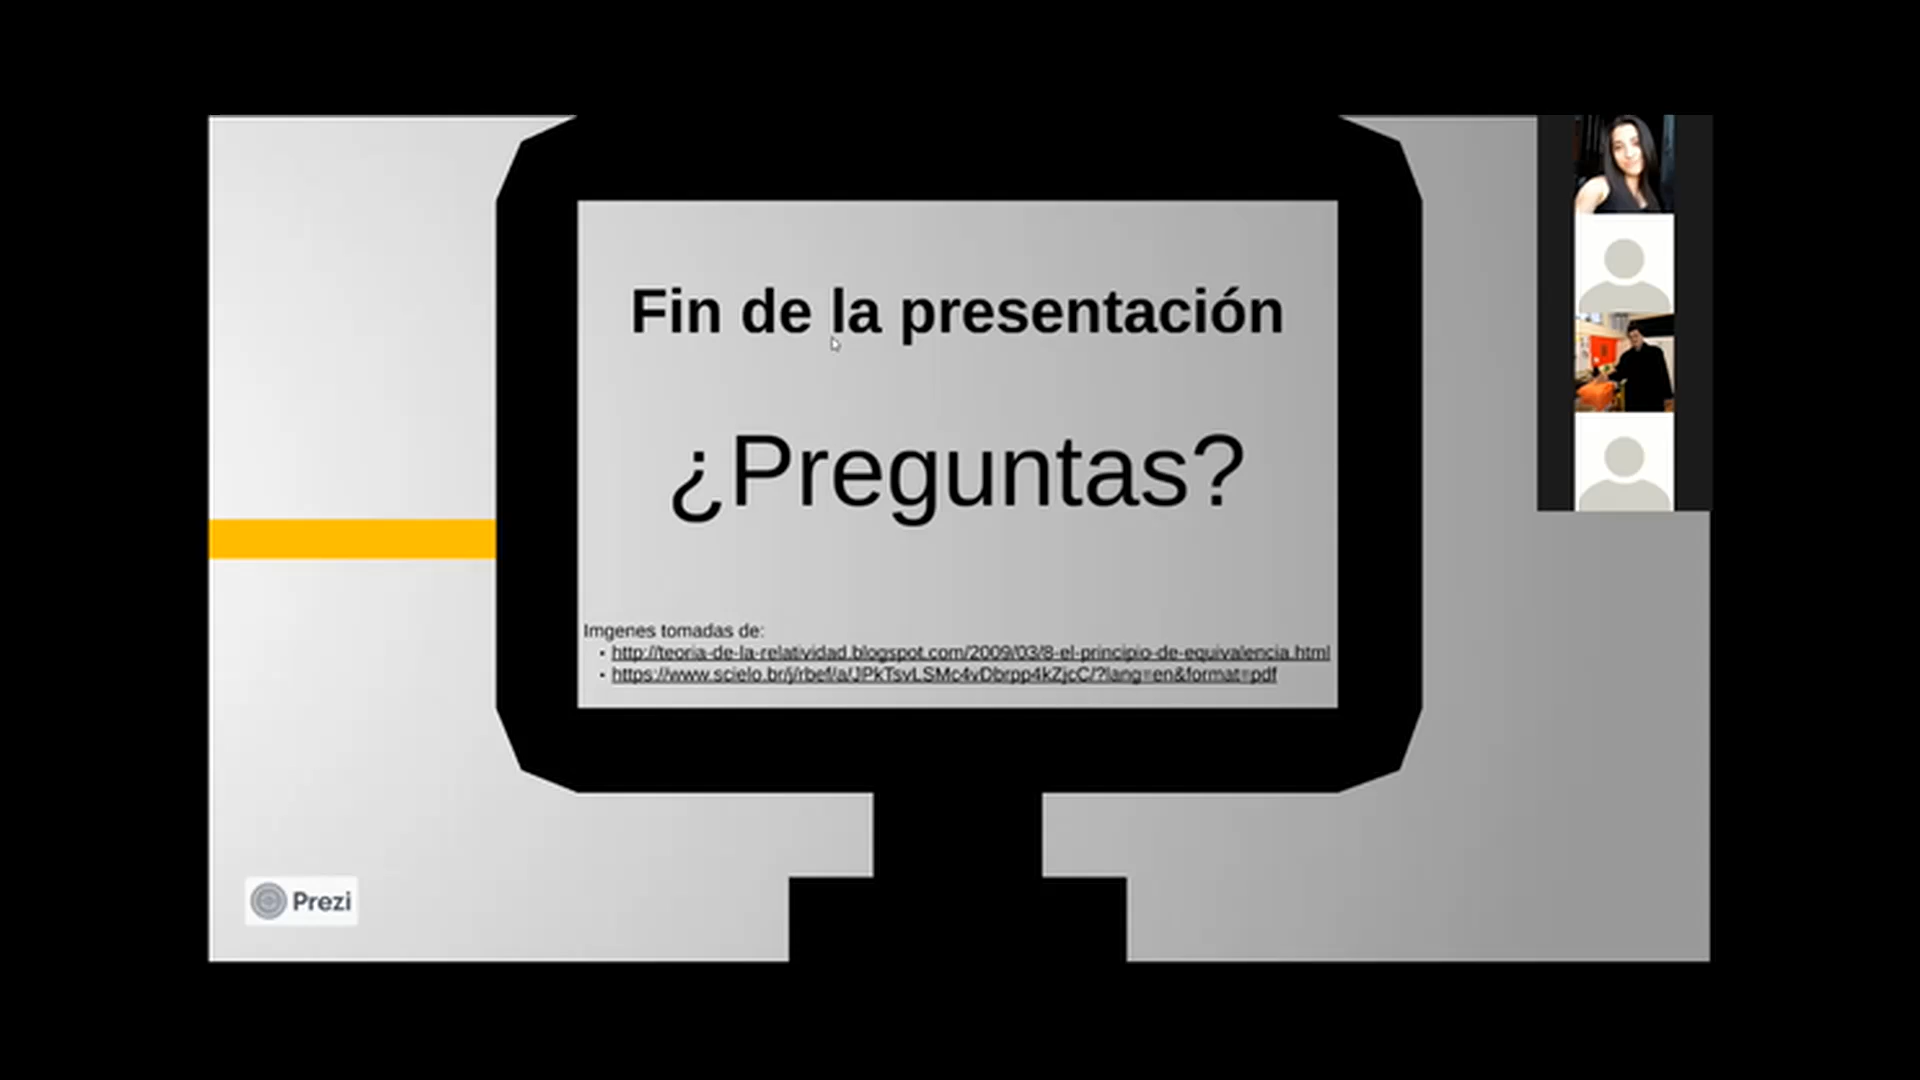 Fin de la presentación
¿Preguntas?
Imgenes tomadas de:
http://teoria-de-la-relatividad.blogspot.com/2009/03/8-el-principio-de-equivalencia.html
https://www.scielo.br/j/rbef/a/JPkTsvLSMc4vDbrpp4kZjcC/?lang=en&format=pdf
Prezi